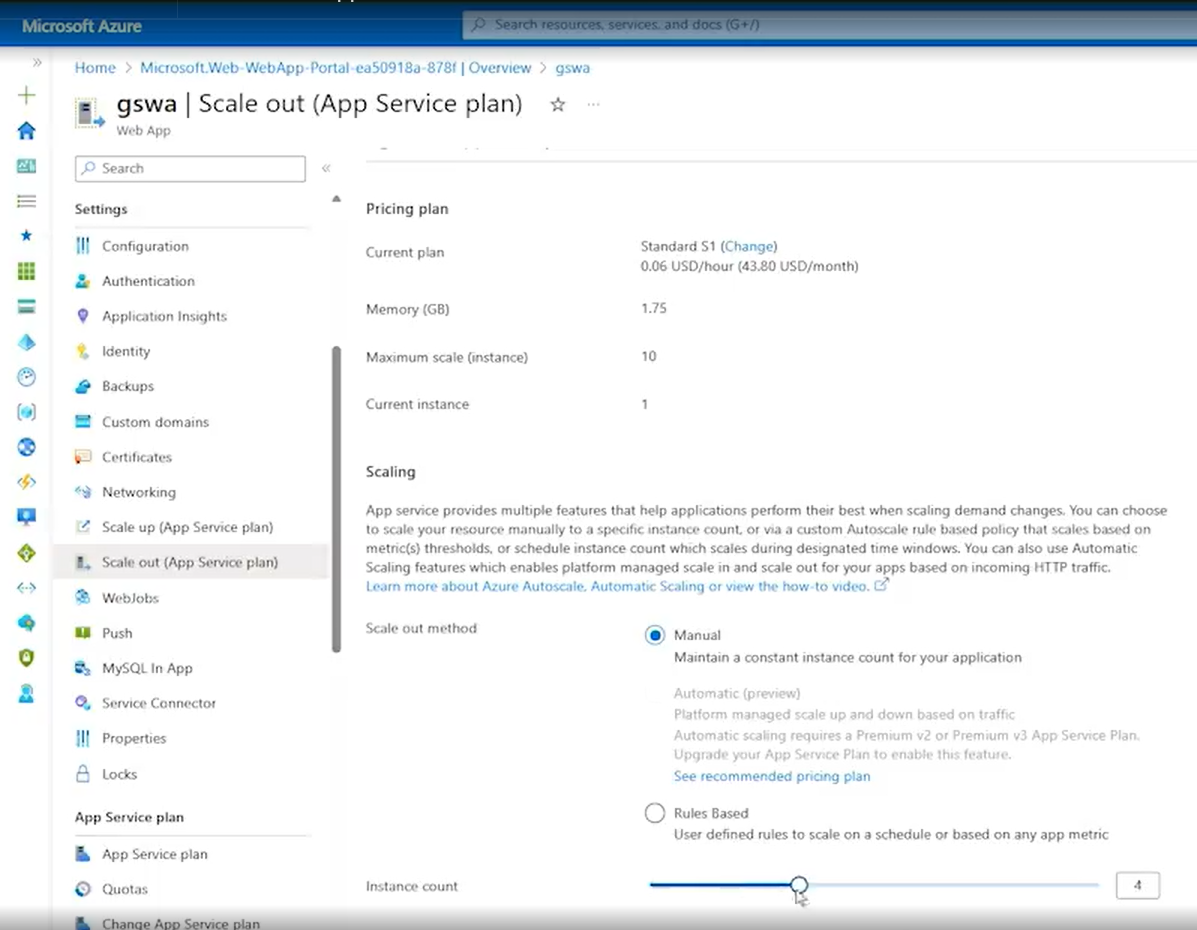 Microsoft Azure
Search resources, services, and docs (G+/)
Home > Microsoft.Web-WebApp-Portal-ea50918a-878f | Overview > gswa
gswa | Scale out (App Service plan)
Web App
Search
Settings
Configuration
Authentication
Application Insights
Identity
Backups
Custom domains
Certificates
Networking
Scale up (App Service plan)
Scale out (App Service plan)
WebJobs
Push
MySQL In App
Service Connector
Properties
Locks
App Service plan
App Service plan
Quotas
Change App Service plan
Pricing plan
Current plan
Standard S1 (Change)
0.06 USD/hour (43.80 USD/month)
Memory (GB)
1.75
Maximum scale (instance)
10
Current instance
1
Scaling
App service provides multiple features that help applications perform their best when scaling demand changes. You can choose
to scale your resource manually to a specific instance count, or via a custom Autoscale rule based policy that scales based on
metric(s) thresholds, or schedule instance count which scales during designated time windows. You can also use Automatic
Scaling features which enables platform managed scale in and scale out for your apps based on incoming HTTP traffic.
Learn more about Azure Autoscale, Automatic Scaling or view the how-to video.
Scale out method
Manual
Maintain a constant instance count for your application
Automatic (preview)
Platform managed scale up and down based on traffic
Automatic scaling requires a Premium v2 or Premium v3 App Service Plan.
Upgrade your App Service Plan to enable this feature.
See recommended pricing plan
Rules Based
User defined rules to scale on a schedule or based on any app metric
Instance count
4